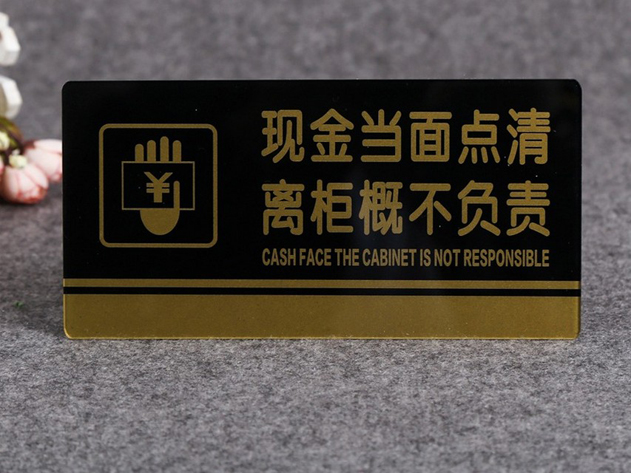 ¥
现金当面点清
离柜概不负责
CASH FACE THE CABINET IS NOT RESPONSIBLE